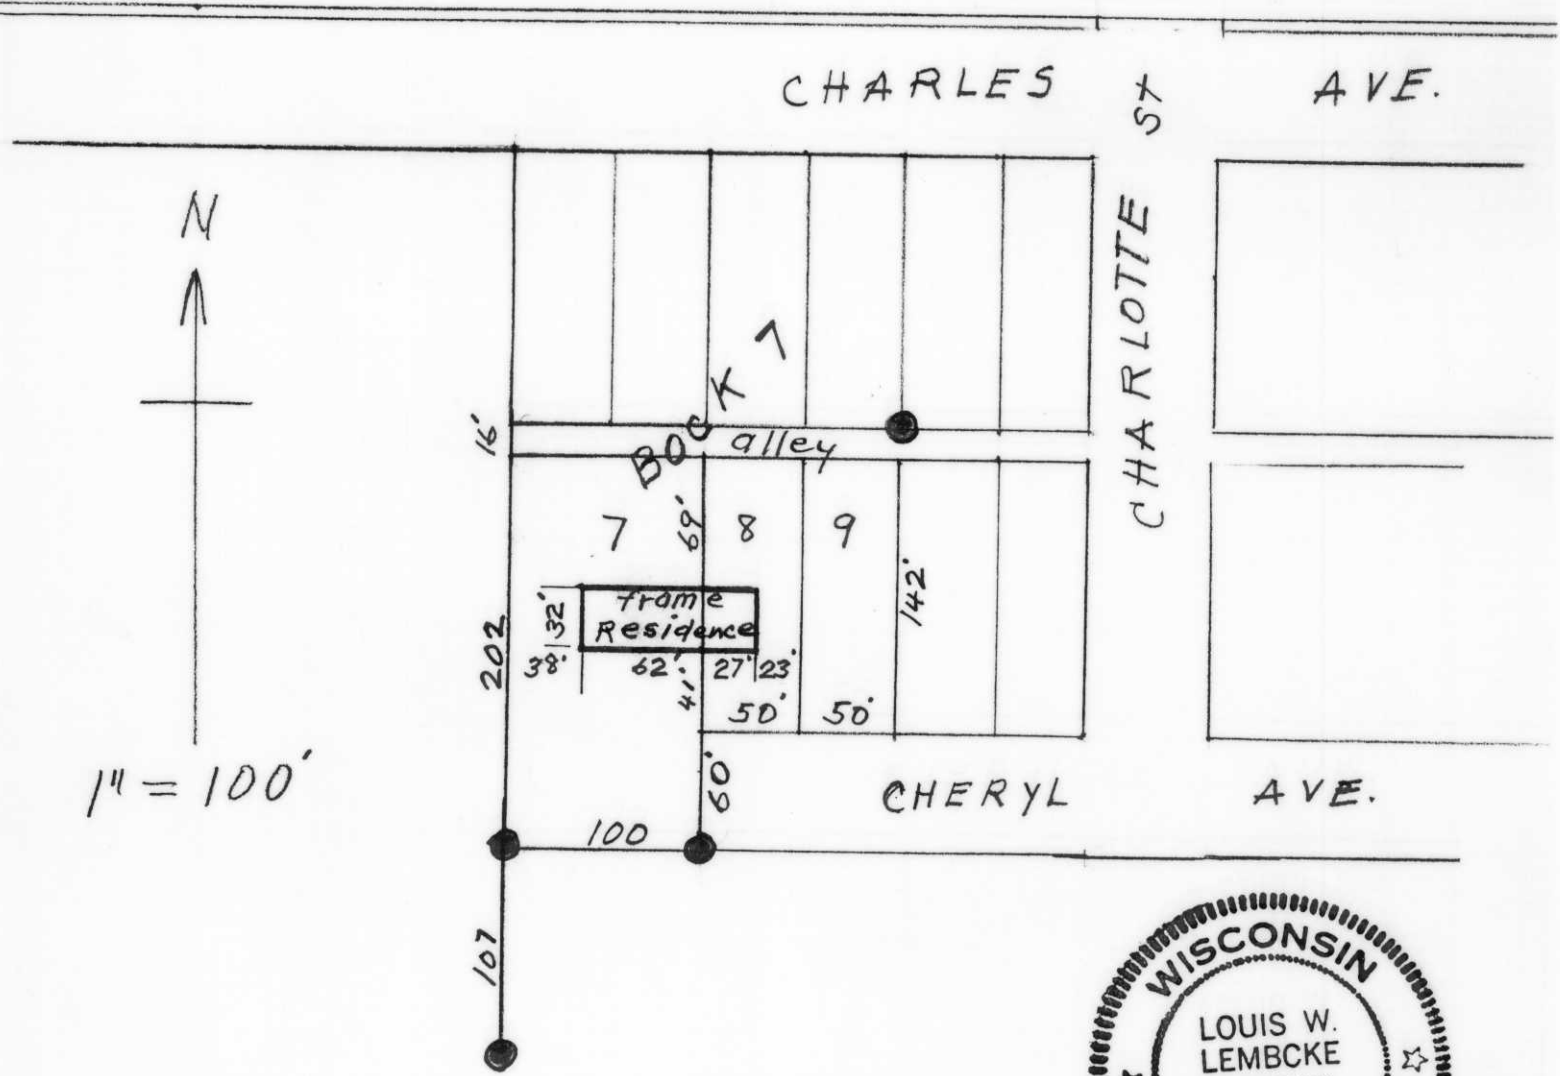 CHARLES AVE.
CHARLOTTE ST
N
BOCK 7
16'
alley
7 8 9
69'
142'
frame
Residence
32'
202
38' 62' 27' 23'
41'
50' 50'
60'
1" = 100'
CHERYL AVE.
100
107
WISCONSIN
LOUIS W.
LEMBCKE